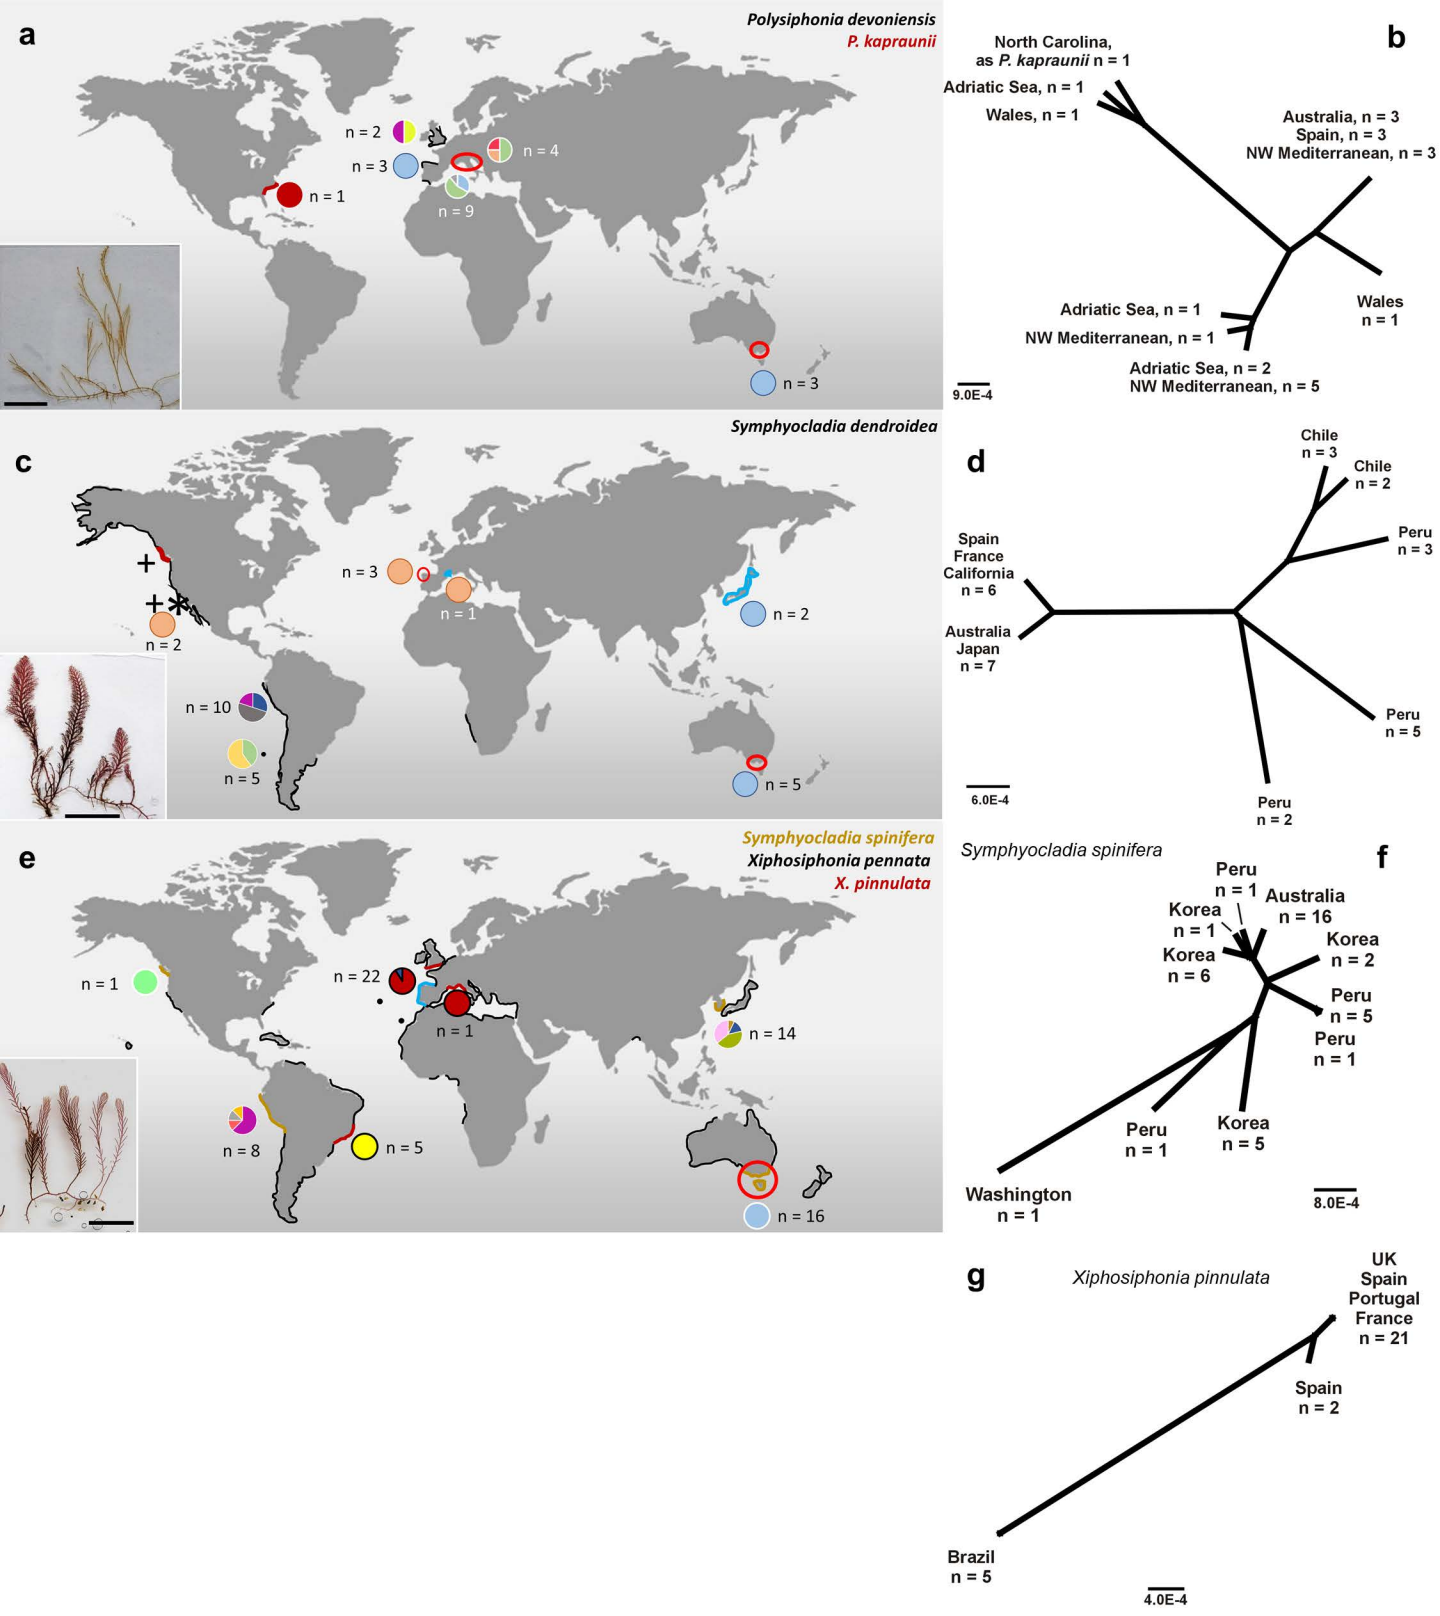 a
Polysiphonia devoniensis
P. kapraunii
n = 2
n = 3
n = 4
n = 1
n = 9
n = 3
b
North Carolina,
as P. kapraunii n = 1
Adriatic Sea, n = 1
Wales, n = 1
Australia, n = 3
Spain, n = 3
NW Mediterranean, n = 3
Wales
n = 1
Adriatic Sea, n = 1
NW Mediterranean, n = 1
Adriatic Sea, n = 2
NW Mediterranean, n = 5
9.0E-4
c
Symphyocladia dendroidea
+
+*
n = 2
n = 3
n = 1
n = 2
n = 10
n = 5
n = 5
d
Chile
n = 3
Chile
n = 2
Peru
n = 3
Spain
France
California
n = 6
Australia
Japan
n = 7
Peru
n = 5
Peru
n = 2
6.0E-4
e
Symphyocladia spinifera
Xiphosiphonia pennata
X. pinnulata
n = 1
n = 22
n = 1
n = 14
n = 8
n = 5
n = 16
Symphyocladia spinifera
f
Peru
n = 1
Australia
n = 16
Korea
n = 1
Korea
n = 2
Korea
n = 6
Peru
n = 5
Peru
n = 1
Korea
n = 5
Peru
n = 1
Washington
n = 1
8.0E-4
g
Xiphosiphonia pinnulata
UK
Spain
Portugal
France
n = 21
Spain
n = 2
Brazil
n = 5
4.0E-4